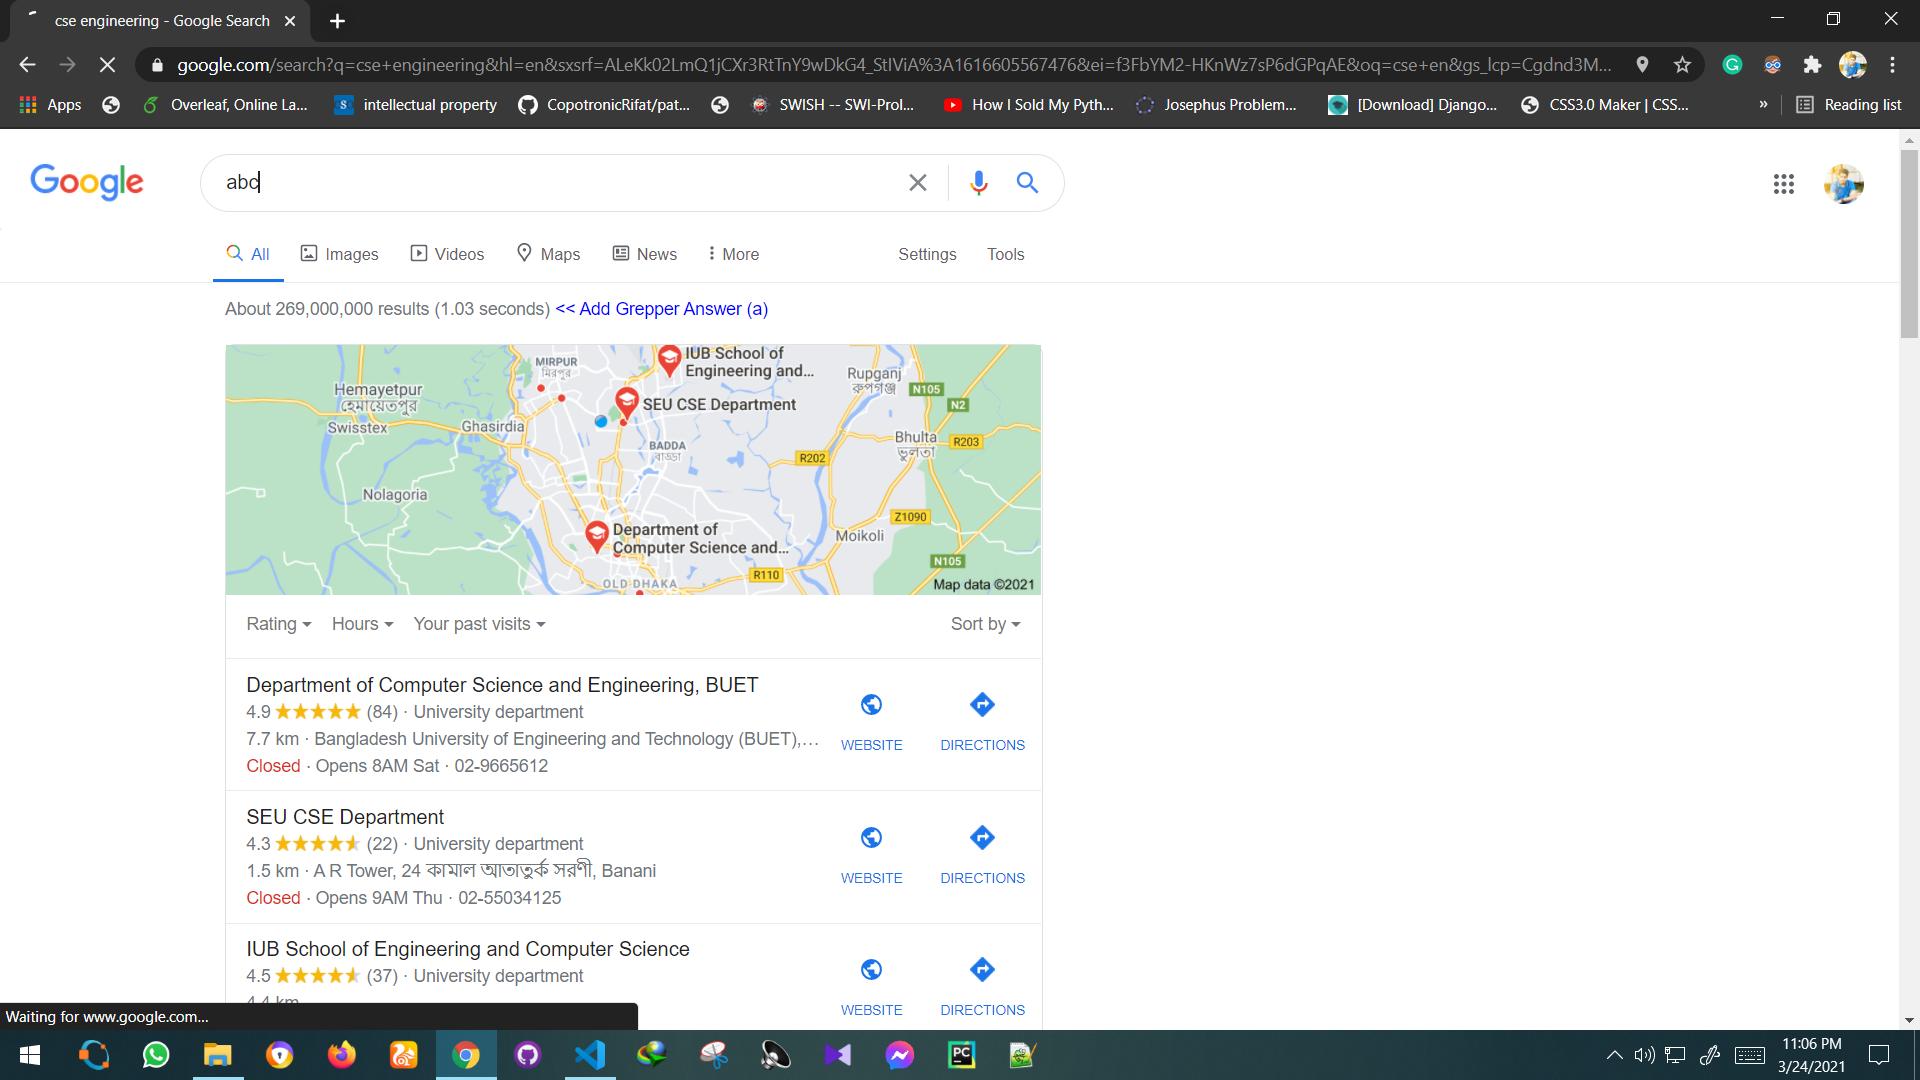 cse engineering - Google Search
google.com/search?q=cse+engineering&hl=en&sxsrf=ALeKk02LmQ1jCXr3RtTnY9wDkG4_StIViA%3A1616605567476&ei=f3FbYM2-HKnWz7sP6dGPqAE&oq=cse+en&gs_lcp=Cgdnd3M...
Apps Overleaf, Online La... intellectual property CopotronicRifat/pat... SWISH -- SWI-Prol... How I Sold My Pyth... Josephus Problem... [Download] Django... CSS3.0 Maker | CSS... » Reading list
Google
abc
All Images Videos Maps News More Settings Tools
About 269,000,000 results (1.03 seconds) << Add Grepper Answer (a)
IUB School of
Engineering and...
MIRPUR
মিরপুর
Rupganj
রূপগঞ্জ
N105
Hemayetpur
হেমায়েতপুর
SEU CSE Department
N2
Swisstex
Ghasirdia
BADDA
বাড্ডা
Bhulta
ভুলতা
R203
R202
Nolagoria
Z1090
Department of
Computer Science and...
Moikoli
N105
R110
OLD DHAKA
Map data ©2021
Rating Hours Your past visits Sort by
Department of Computer Science and Engineering, BUET
4.9 (84) · University department
7.7 km · Bangladesh University of Engineering and Technology (BUET),...
Closed · Opens 8AM Sat · 02-9665612
WEBSITE DIRECTIONS
SEU CSE Department
4.3 (22) · University department
1.5 km · A R Tower, 24 কামাল আতাতুর্ক সরণী, Banani
Closed · Opens 9AM Thu · 02-55034125
WEBSITE DIRECTIONS
IUB School of Engineering and Computer Science
4.5 (37) · University department
4.4 km
WEBSITE DIRECTIONS
Waiting for www.google.com...
11:06 PM
3/24/2021